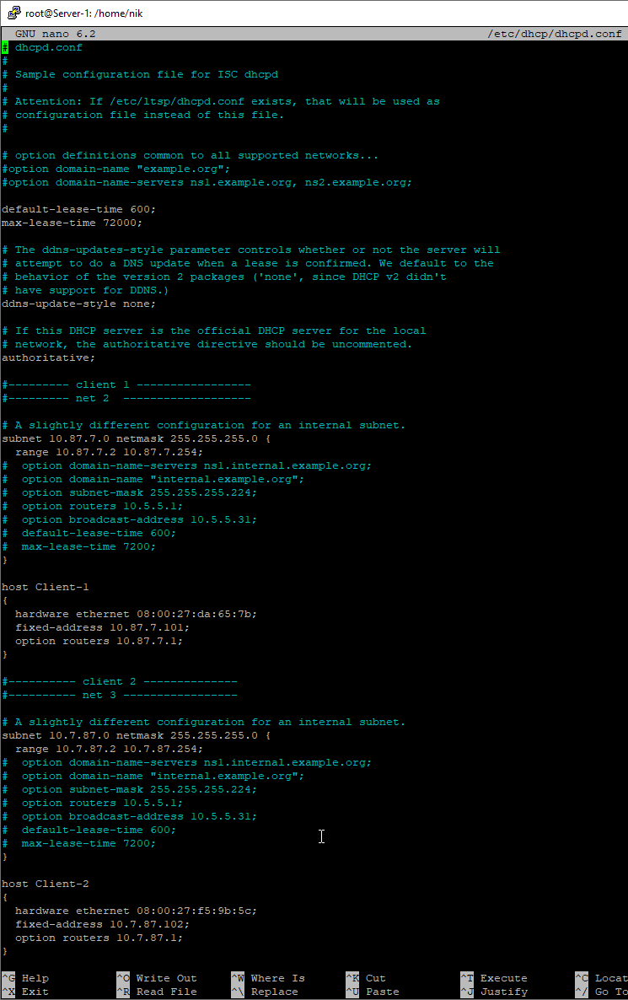 root@Server-1: /home/nik
GNU nano 6.2 /etc/dhcp/dhcpd.conf
# dhcpd.conf
#
# Sample configuration file for ISC dhcpd
#
# Attention: If /etc/ltsp/dhcpd.conf exists, that will be used as
# configuration file instead of this file.
#
# option definitions common to all supported networks...
#option domain-name "example.org";
#option domain-name-servers ns1.example.org, ns2.example.org;
default-lease-time 600;
max-lease-time 72000;
# The ddns-updates-style parameter controls whether or not the server will
# attempt to do a DNS update when a lease is confirmed. We default to the
# behavior of the version 2 packages ('none', since DHCP v2 didn't
# have support for DDNS.)
ddns-update-style none;
# If this DHCP server is the official DHCP server for the local
# network, the authoritative directive should be uncommented.
authoritative;
#--------- client 1 -----------------
#--------- net 2  -------------------
# A slightly different configuration for an internal subnet.
subnet 10.87.7.0 netmask 255.255.255.0 {
  range 10.87.7.2 10.87.7.254;
#  option domain-name-servers ns1.internal.example.org;
#  option domain-name "internal.example.org";
#  option subnet-mask 255.255.255.224;
#  option routers 10.5.5.1;
#  option broadcast-address 10.5.5.31;
#  default-lease-time 600;
#  max-lease-time 7200;
}
host Client-1
{
  hardware ethernet 08:00:27:da:65:7b;
  fixed-address 10.87.7.101;
  option routers 10.87.7.1;
}
#---------- client 2 --------------
#---------- net 3 -----------------
# A slightly different configuration for an internal subnet.
subnet 10.7.87.0 netmask 255.255.255.0 {
  range 10.7.87.2 10.7.87.254;
#  option domain-name-servers ns1.internal.example.org;
#  option domain-name "internal.example.org";
#  option subnet-mask 255.255.255.224;
#  option routers 10.5.5.1;
#  option broadcast-address 10.5.5.31;
#  default-lease-time 600;
#  max-lease-time 7200;
}
host Client-2
{
  hardware ethernet 08:00:27:f5:9b:5c;
  fixed-address 10.7.87.102;
  option routers 10.7.87.1;
}
^G Help ^O Write Out ^W Where Is ^K Cut ^T Execute ^C Locat
^X Exit ^R Read File ^\ Replace ^U Paste ^J Justify ^/ Go To